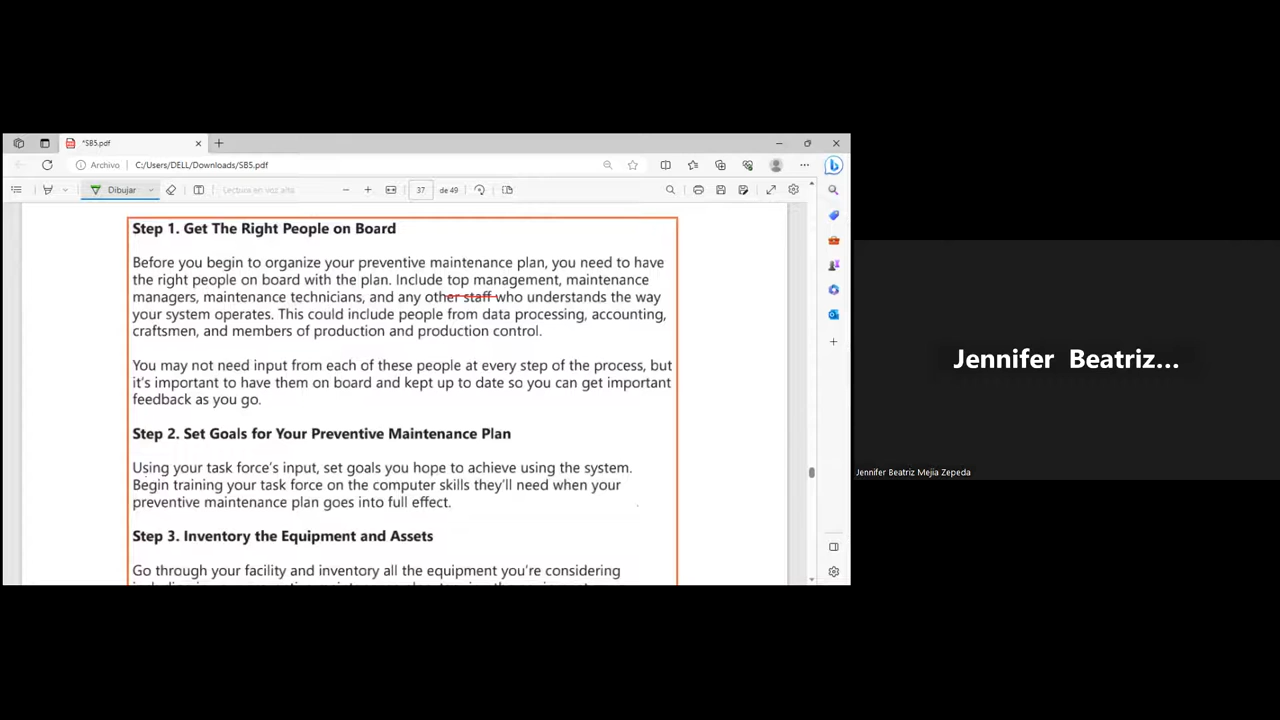 *SB5.pdf
Archivo
C:/Users/DELL/Downloads/SB5.pdf
Dibujar
Lectura en voz alta
37
de 49
Step 1. Get The Right People on Board
Before you begin to organize your preventive maintenance plan, you need to have
the right people on board with the plan. Include top management, maintenance
managers, maintenance technicians, and any other staff who understands the way
your system operates. This could include people from data processing, accounting,
craftsmen, and members of production and production control.
You may not need input from each of these people at every step of the process, but
it's important to have them on board and kept up to date so you can get important
feedback as you go.
Step 2. Set Goals for Your Preventive Maintenance Plan
Using your task force's input, set goals you hope to achieve using the system.
Begin training your task force on the computer skills they'll need when your
preventive maintenance plan goes into full effect.
Step 3. Inventory the Equipment and Assets
Go through your facility and inventory all the equipment you're considering
Jennifer Beatriz...
Jennifer Beatriz Mejia Zepeda